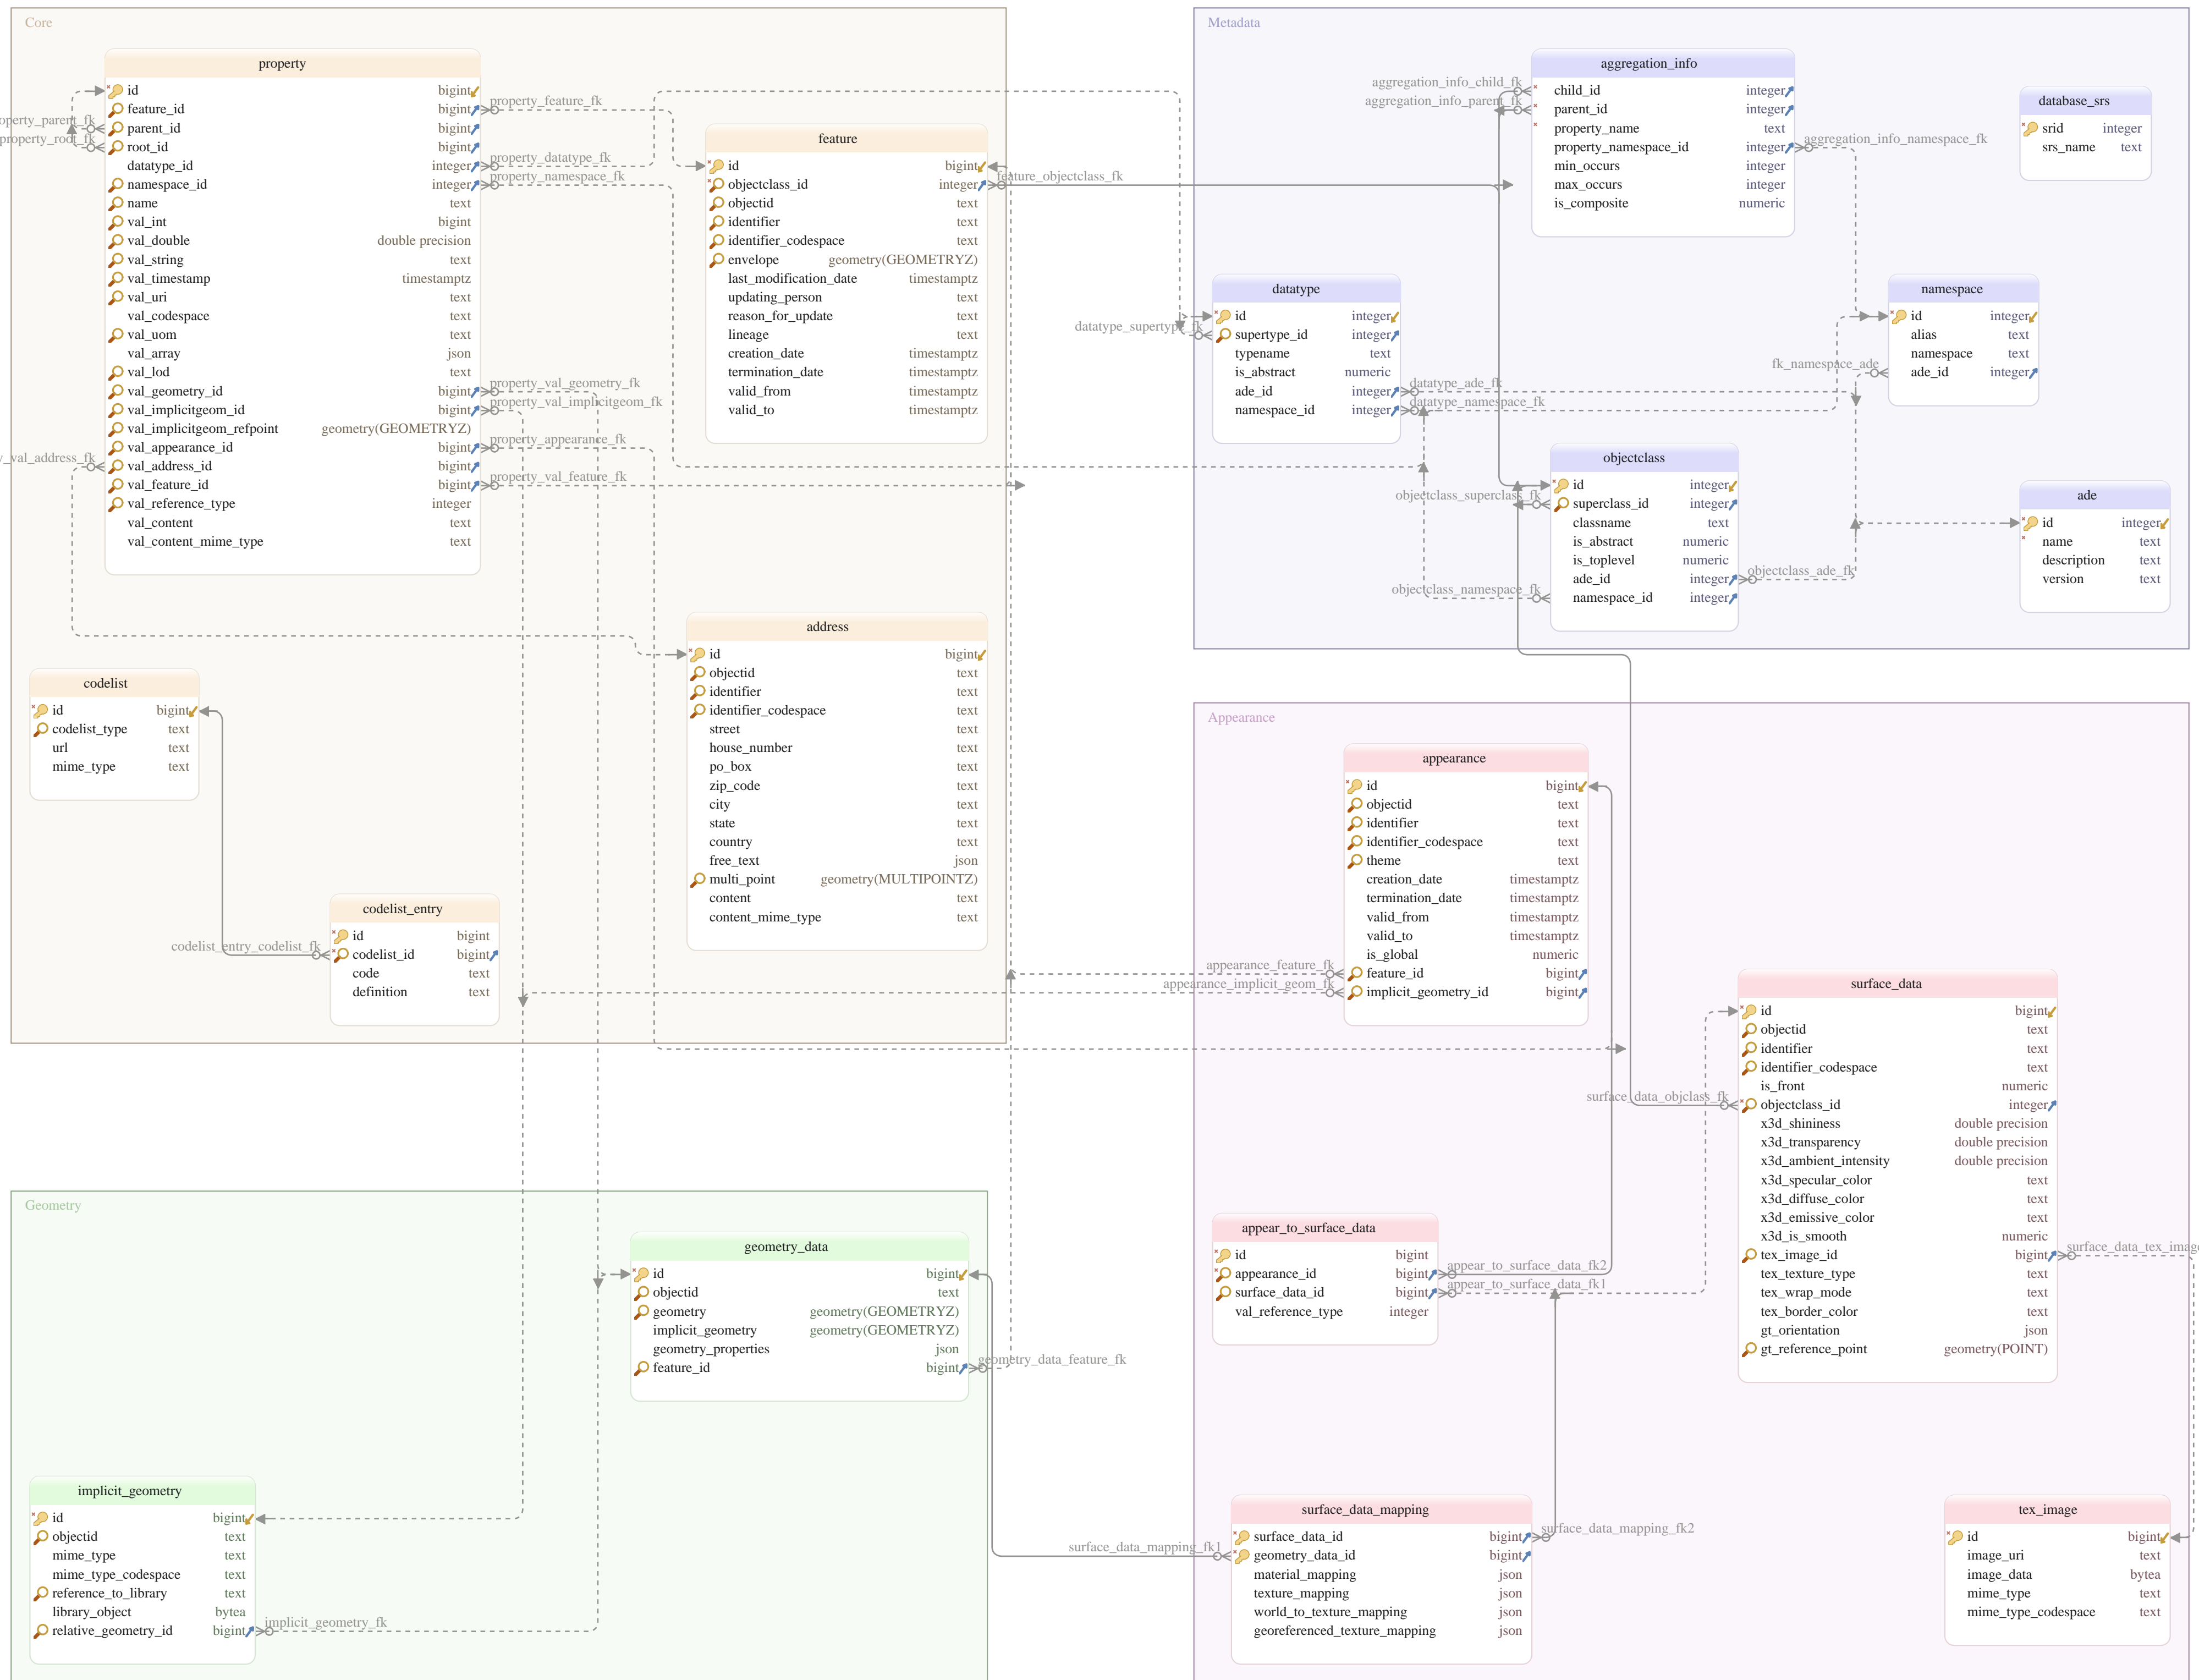 Core
property
id bigint
feature_id bigint
parent_id bigint
root_id bigint
datatype_id integer
namespace_id integer
name text
val_int bigint
val_double double precision
val_string text
val_timestamp timestamptz
val_uri text
val_codespace text
val_uom text
val_array json
val_lod text
val_geometry_id bigint
val_implicitgeom_id bigint
val_implicitgeom_refpoint geometry(GEOMETRYZ)
val_appearance_id bigint
val_address_id bigint
val_feature_id bigint
val_reference_type integer
val_content text
val_content_mime_type text
operty_parent_fk
property_root_fk
_val_address_fk
property_feature_fk
property_datatype_fk
property_namespace_fk
property_val_geometry_fk
property_val_implicitgeom_fk
property_appearance_fk
property_val_feature_fk
feature
id bigint
objectclass_id integer
objectid text
identifier text
identifier_codespace text
envelope geometry(GEOMETRYZ)
last_modification_date timestamptz
updating_person text
reason_for_update text
lineage text
creation_date timestamptz
termination_date timestamptz
valid_from timestamptz
valid_to timestamptz
feature_objectclass_fk
address
id bigint
objectid text
identifier text
identifier_codespace text
street text
house_number text
po_box text
zip_code text
city text
state text
country text
free_text json
multi_point geometry(MULTIPOINTZ)
content text
content_mime_type text
codelist
id bigint
codelist_type text
url text
mime_type text
codelist_entry
id bigint
codelist_id bigint
code text
definition text
codelist_entry_codelist_fk
Metadata
aggregation_info
child_id integer
parent_id integer
property_name text
property_namespace_id integer
min_occurs integer
max_occurs integer
is_composite numeric
aggregation_info_child_fk
aggregation_info_parent_fk
aggregation_info_namespace_fk
database_srs
srid integer
srs_name text
datatype
id integer
supertype_id integer
typename text
is_abstract numeric
ade_id integer
namespace_id integer
datatype_supertype_fk
datatype_ade_fk
datatype_namespace_fk
namespace
id integer
alias text
namespace text
ade_id integer
fk_namespace_ade
objectclass
id integer
superclass_id integer
classname text
is_abstract numeric
is_toplevel numeric
ade_id integer
namespace_id integer
objectclass_superclass_fk
objectclass_namespace_fk
objectclass_ade_fk
ade
id integer
name text
description text
version text
Appearance
appearance
id bigint
objectid text
identifier text
identifier_codespace text
theme text
creation_date timestamptz
termination_date timestamptz
valid_from timestamptz
valid_to timestamptz
is_global numeric
feature_id bigint
implicit_geometry_id bigint
appearance_feature_fk
appearance_implicit_geom_fk
surface_data
id bigint
objectid text
identifier text
identifier_codespace text
is_front numeric
objectclass_id integer
x3d_shininess double precision
x3d_transparency double precision
x3d_ambient_intensity double precision
x3d_specular_color text
x3d_diffuse_color text
x3d_emissive_color text
x3d_is_smooth numeric
tex_image_id bigint
tex_texture_type text
tex_wrap_mode text
tex_border_color text
gt_orientation json
gt_reference_point geometry(POINT)
surface_data_objclass_fk
surface_data_tex_image
appear_to_surface_data
id bigint
appearance_id bigint
surface_data_id bigint
val_reference_type integer
appear_to_surface_data_fk2
appear_to_surface_data_fk1
surface_data_mapping
surface_data_id bigint
geometry_data_id bigint
material_mapping json
texture_mapping json
world_to_texture_mapping json
georeferenced_texture_mapping json
surface_data_mapping_fk1
surface_data_mapping_fk2
tex_image
id bigint
image_uri text
image_data bytea
mime_type text
mime_type_codespace text
Geometry
geometry_data
id bigint
objectid text
geometry geometry(GEOMETRYZ)
implicit_geometry geometry(GEOMETRYZ)
geometry_properties json
feature_id bigint
geometry_data_feature_fk
implicit_geometry
id bigint
objectid text
mime_type text
mime_type_codespace text
reference_to_library text
library_object bytea
relative_geometry_id bigint
implicit_geometry_fk